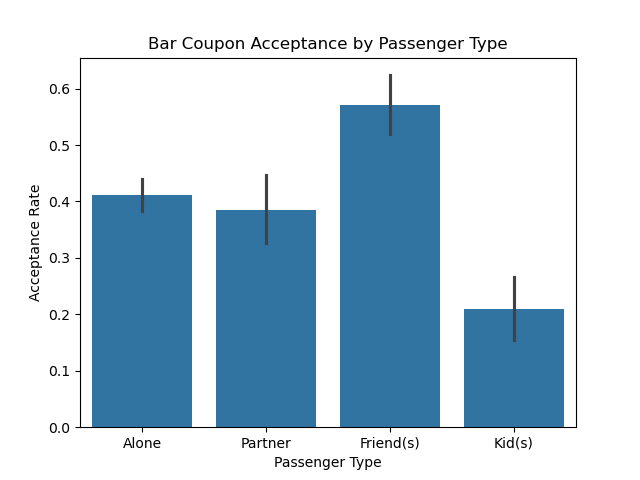 Bar Coupon Acceptance by Passenger Type
0.6
0.5
0.4
0.3
0.2
0.1
0.0
Acceptance Rate
Alone Partner Friend(s) Kid(s)
Passenger Type